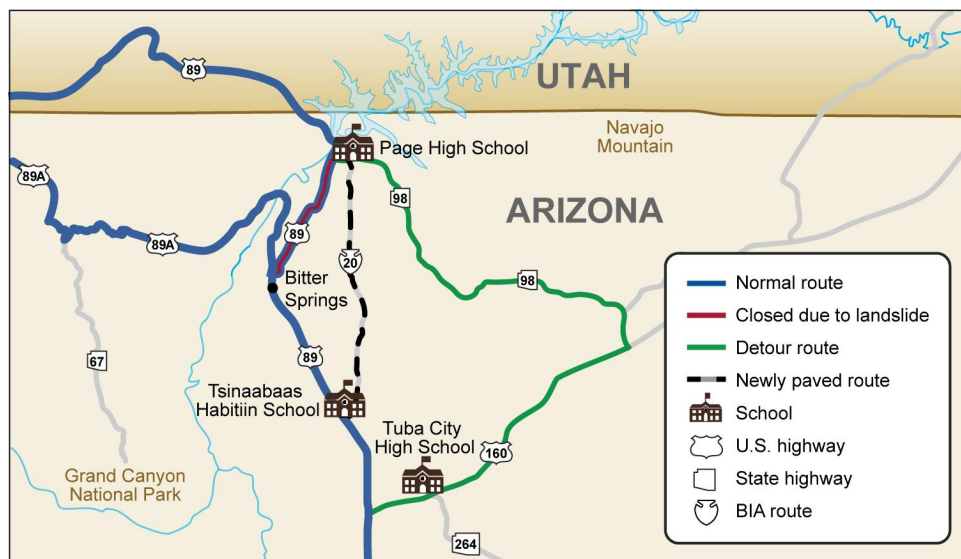 89
UTAH
Navajo
Mountain
Page High School
89A
98
ARIZONA
89
89A
20
98
Bitter
Springs
89
67
Tsinaabaas
Habitiin School
Tuba City
High School
160
Grand Canyon
National Park
264
Normal route
Closed due to landslide
Detour route
Newly paved route
School
U.S. highway
State highway
BIA route